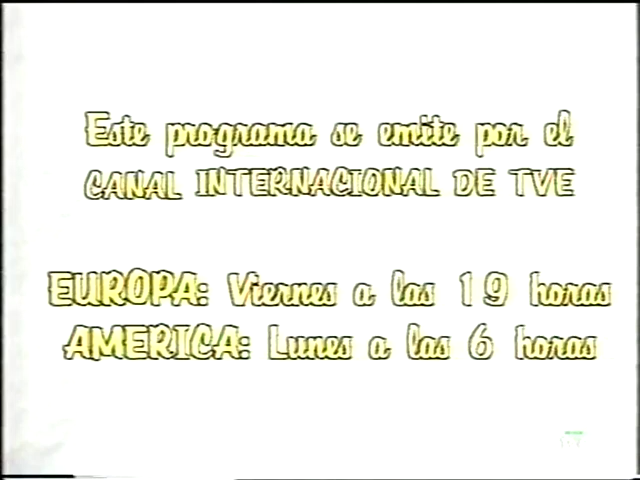 Este programa se emite por el
CANAL INTERNACIONAL DE TVE
EUROPA: Viernes a las 19 horas
AMERICA: Lunes a las 6 horas